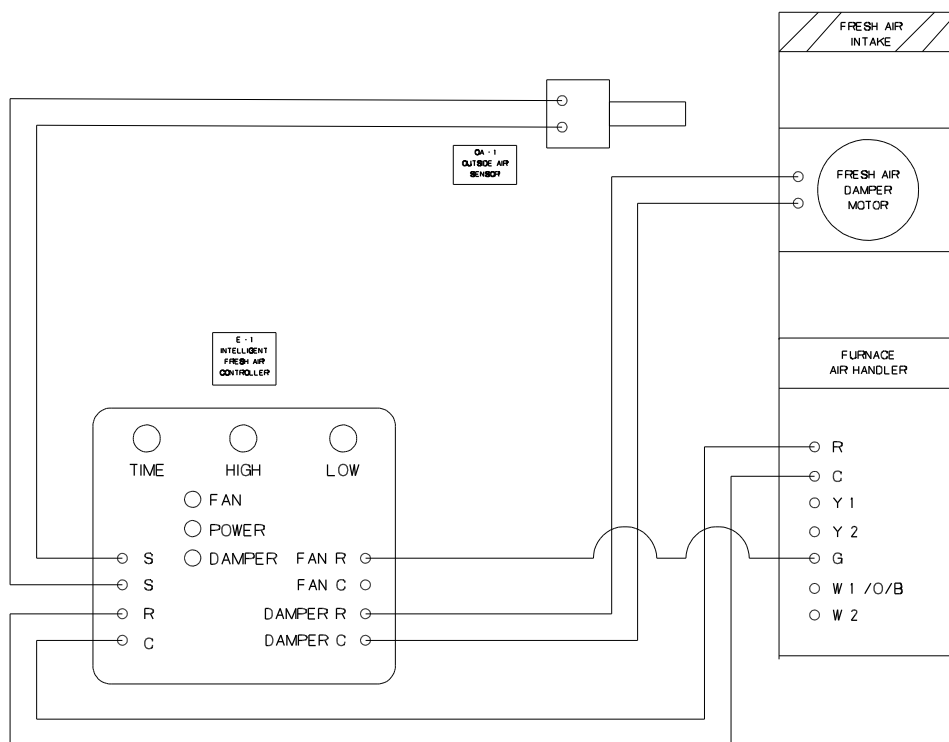 FRESH AIR
INTAKE
OA - 1
OUTSIDE AIR
SENSOR
FRESH AIR
DAMPER
MOTOR
E - 1
INTELLIGENT
FRESH AIR
CONTROLLER
FURNACE
AIR HANDLER
TIME HIGH LOW
FAN
POWER
DAMPER
S
S
R
C
FAN R
FAN C
DAMPER R
DAMPER C
R
C
Y 1
Y 2
G
W 1 /O/B
W 2